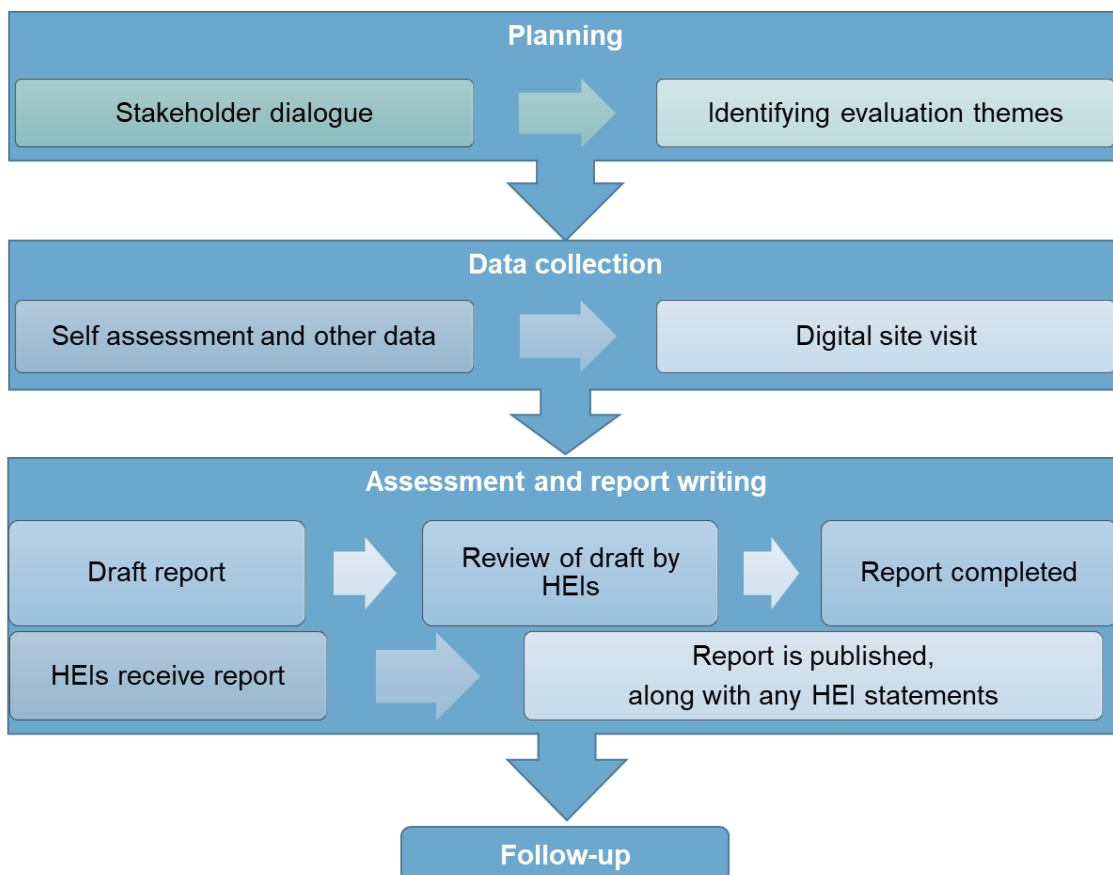 Planning
Stakeholder dialogue
Identifying evaluation themes
Data collection
Self assessment and other data
Digital site visit
Assessment and report writing
Draft report
Review of draft by
HEIs
Report completed
HEIs receive report
Report is published,
along with any HEI statements
Follow-up